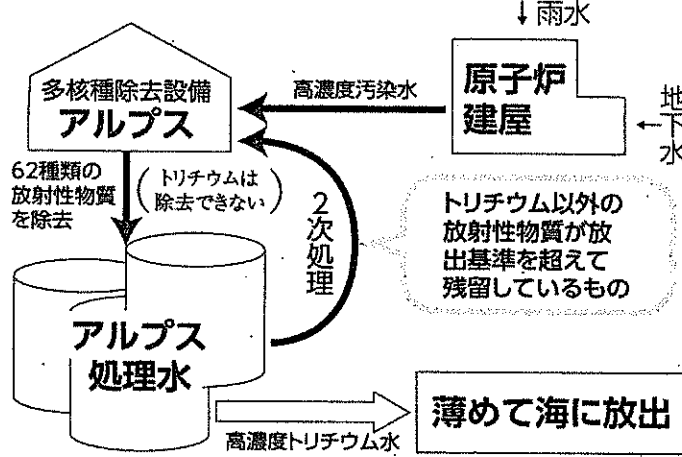 雨水
原子炉
建屋
地下水
高濃度汚染水
多核種除去設備
アルプス
62種類の
放射性物質
を除去
(トリチウムは
除去できない)
2次処理
トリチウム以外の
放射性物質が放
出基準を超えて
残留しているもの
アルプス
処理水
高濃度トリチウム水
薄めて海に放出